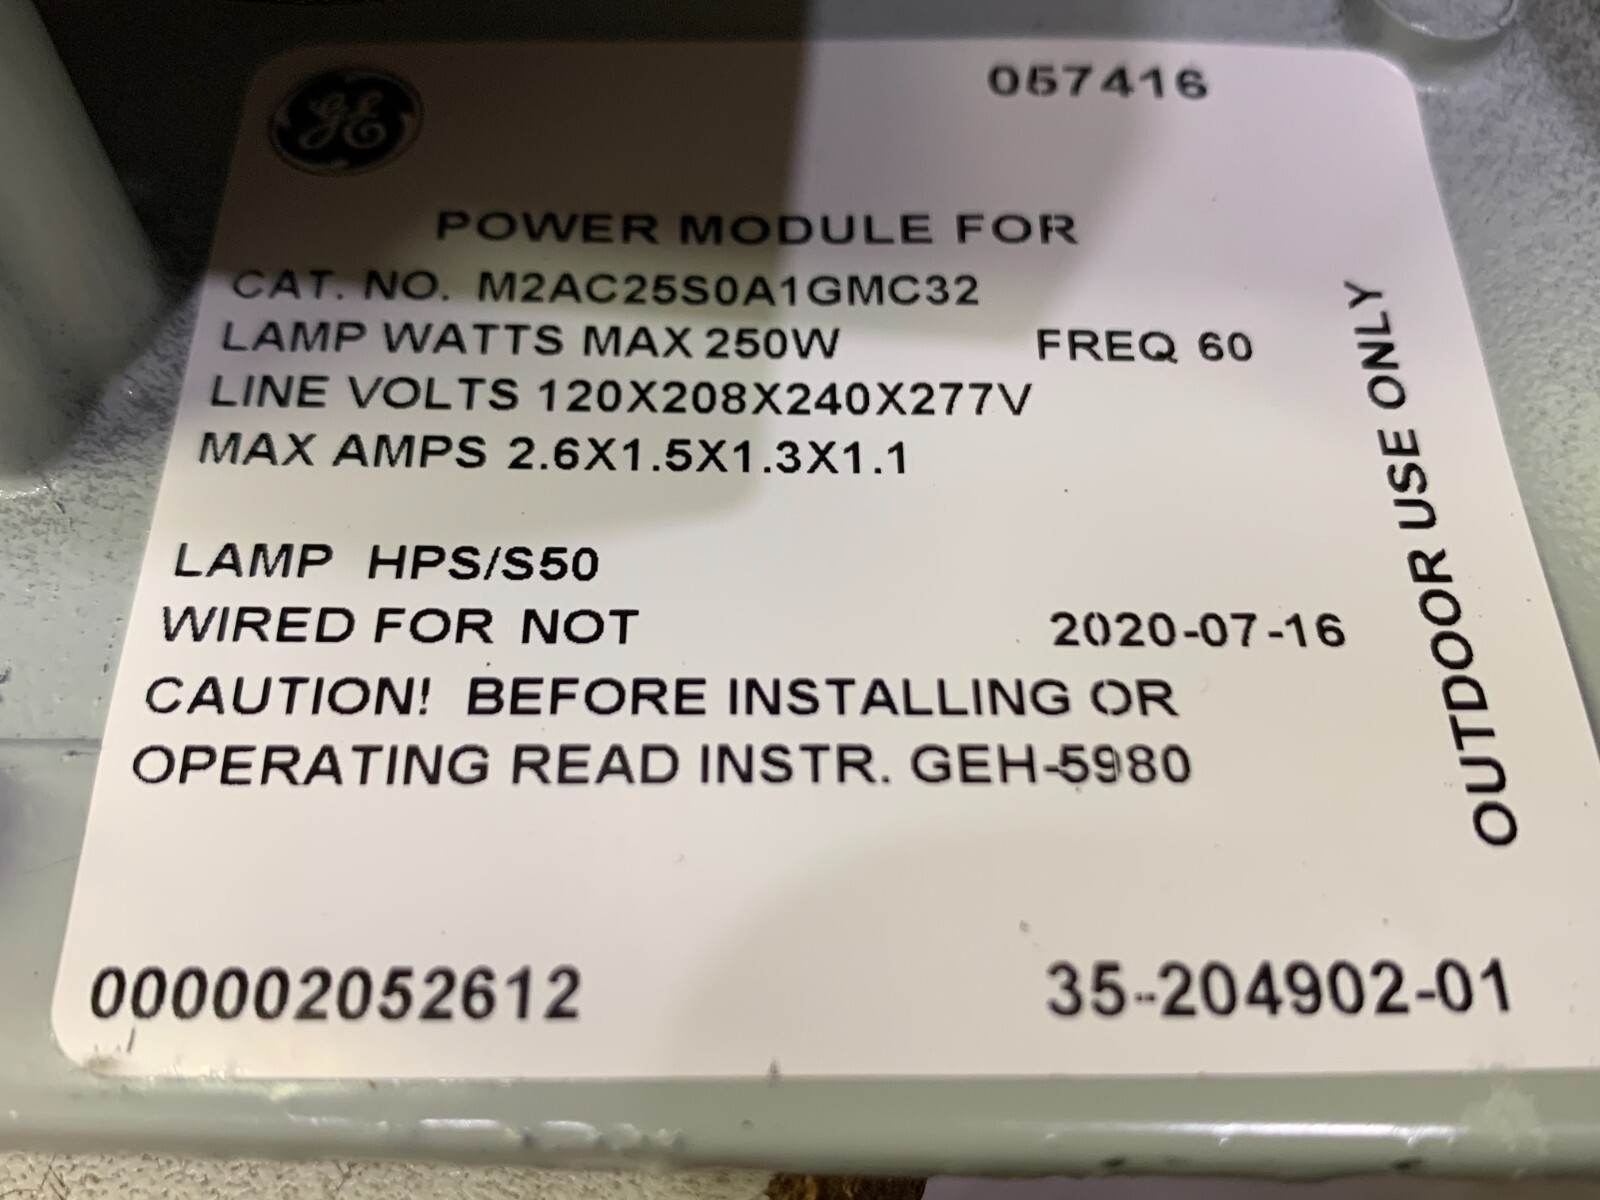 GE
057416
POWER MODULE FOR
CAT. NO. M2AC25S0A1GMC32
LAMP WATTS MAX 250W FREQ 60
LINE VOLTS 120X208X240X277V
MAX AMPS 2.6X1.5X1.3X1.1
LAMP HPS/S50
WIRED FOR NOT 2020-07-16
CAUTION! BEFORE INSTALLING OR
OPERATING READ INSTR. GEH-5980
OUTDOOR USE ONLY
000002052612 35-204902-01